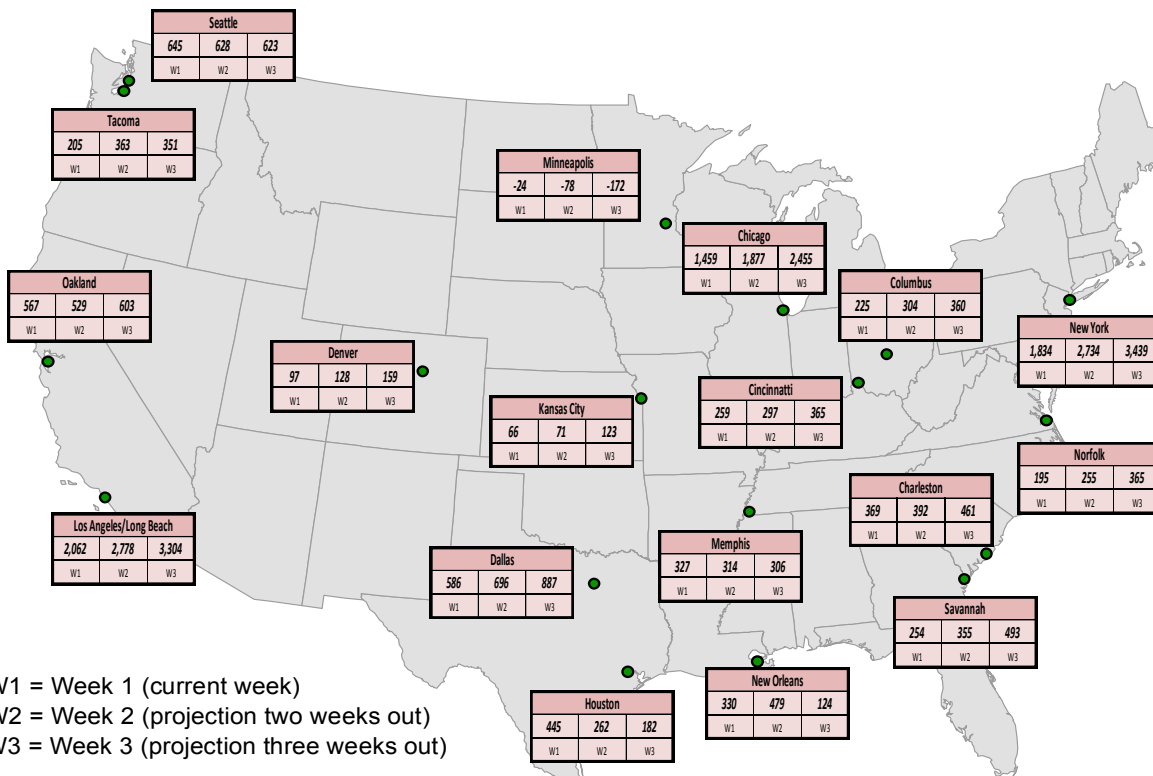 Seattle
645 628 623
W1 W2 W3
Tacoma
205 363 351
W1 W2 W3
Minneapolis
-24 -78 -172
W1 W2 W3
Chicago
1,459 1,877 2,455
W1 W2 W3
Oakland
567 529 603
W1 W2 W3
Columbus
225 304 360
W1 W2 W3
New York
1,834 2,734 3,439
W1 W2 W3
Denver
97 128 159
W1 W2 W3
Cincinnatti
259 297 365
W1 W2 W3
Kansas City
66 71 123
W1 W2 W3
Norfolk
195 255 365
W1 W2 W3
Charleston
369 392 461
W1 W2 W3
Los Angeles/Long Beach
2,062 2,778 3,304
W1 W2 W3
Memphis
327 314 306
W1 W2 W3
Dallas
586 696 887
W1 W2 W3
Savannah
254 355 493
W1 W2 W3
New Orleans
330 479 124
W1 W2 W3
Houston
445 262 182
W1 W2 W3
W1 = Week 1 (current week)
W2 = Week 2 (projection two weeks out)
W3 = Week 3 (projection three weeks out)